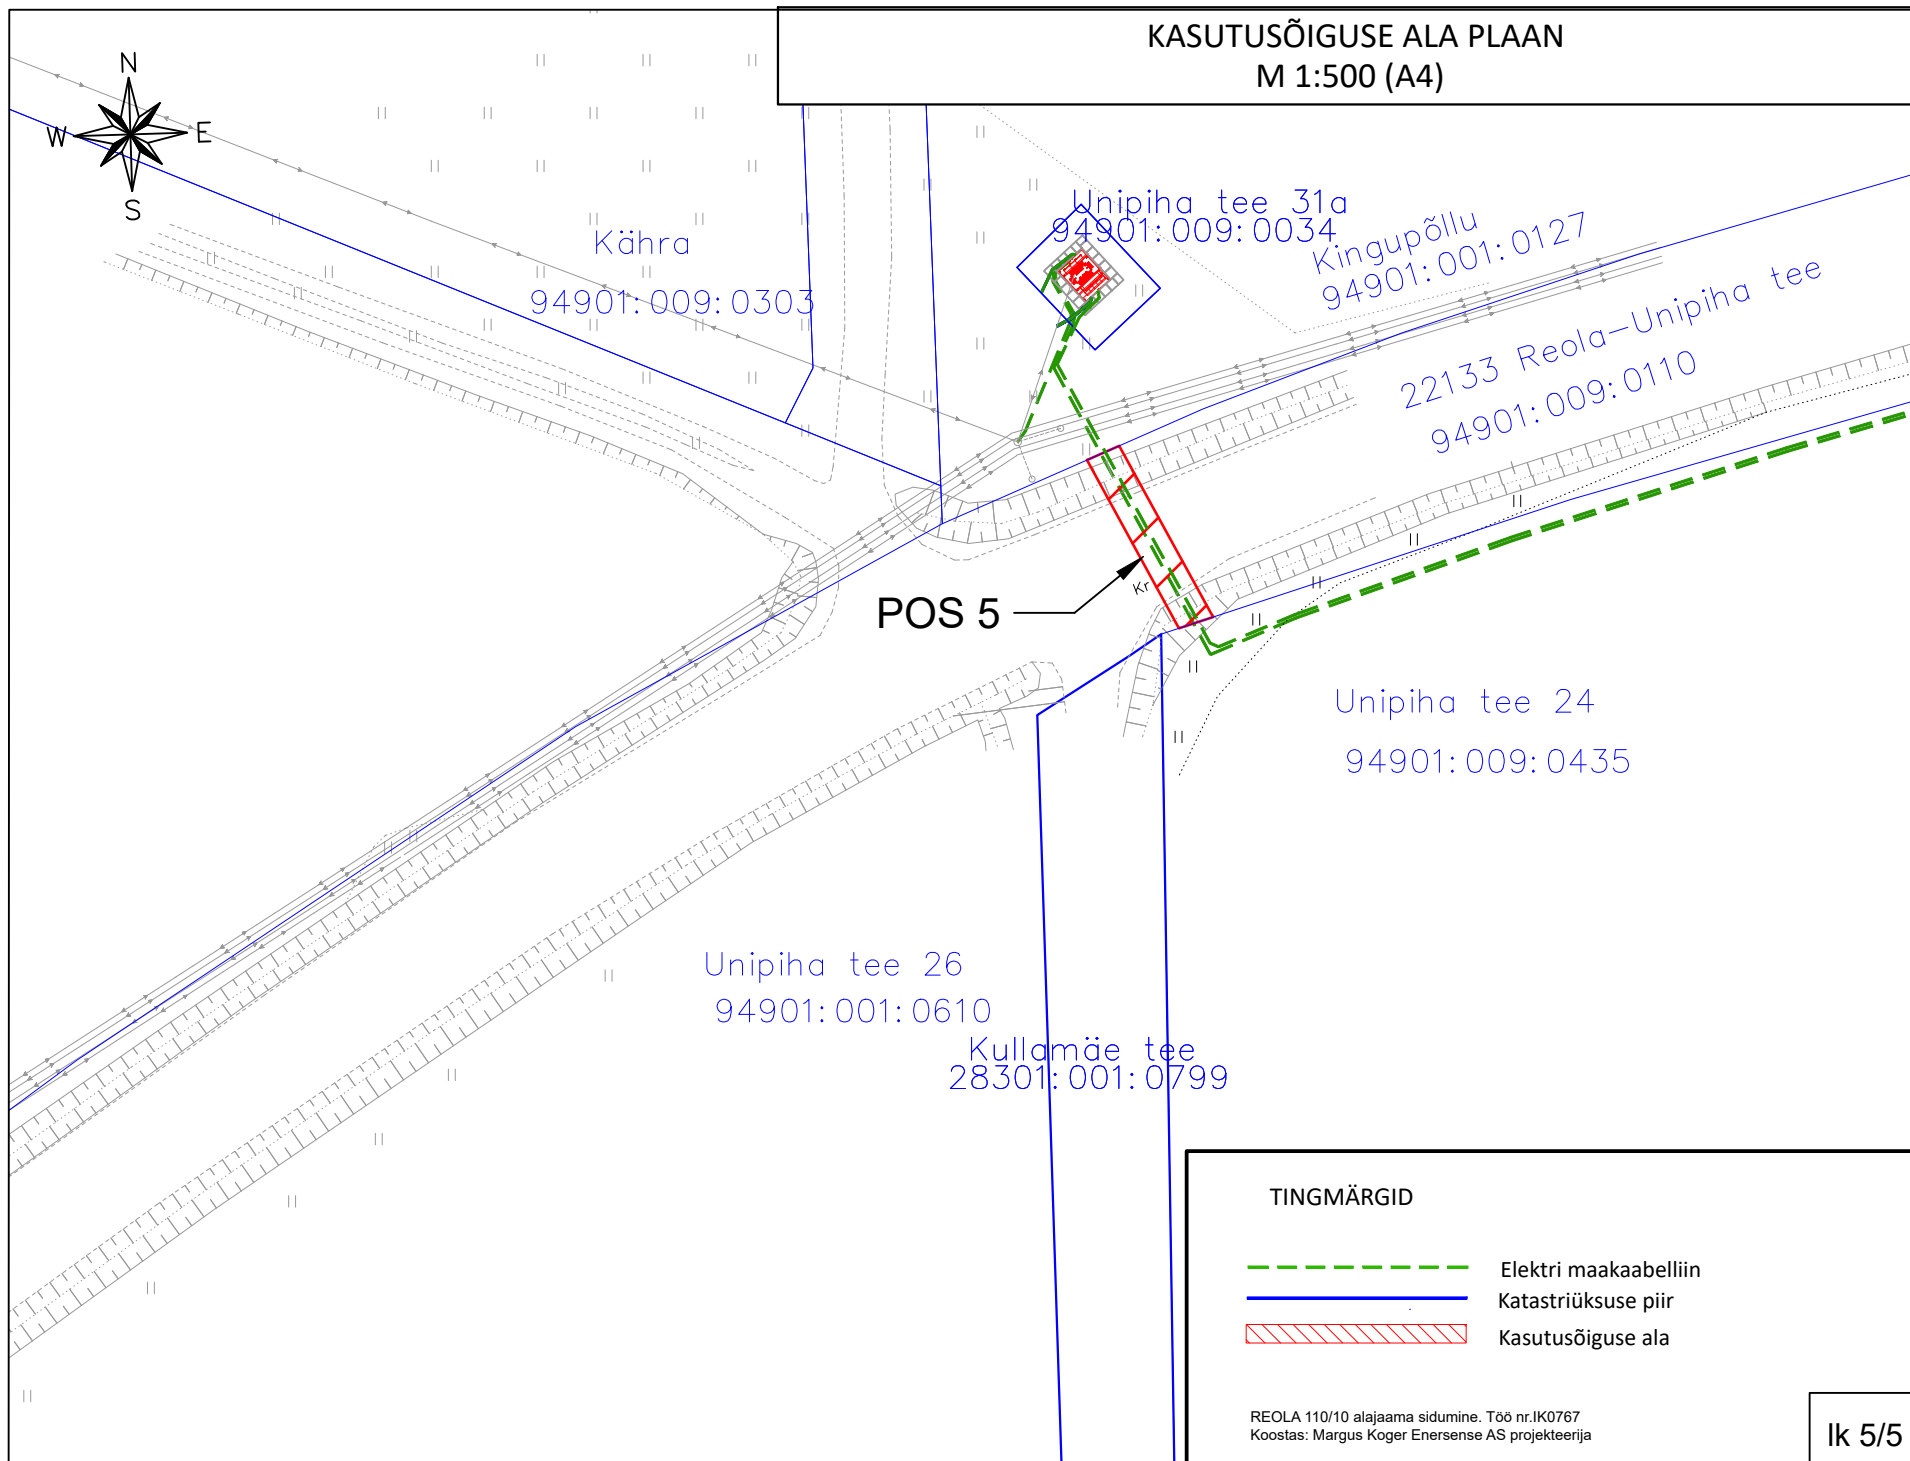 KASUTUSÕIGUSE ALA PLAAN
M 1:500 (A4)
N
W
E
S
Unipiha tee 31a
94901:009:0034
Kähra
94901:009:0303
Kingupõllu
94901:001:0127
22133 Reola-Unipiha tee
94901:009:0110
Kr
POS 5
Unipiha tee 24
94901:009:0435
Unipiha tee 26
94901:001:0610
Kullamäe tee
28301:001:0799
TINGMÄRGID
Elektri maakaabelliin
Katastriüksuse piir
Kasutusõiguse ala
REOLA 110/10 alajaama sidumine. Töö nr.IK0767
Koostas: Margus Koger Enersense AS projekteerija
lk 5/5